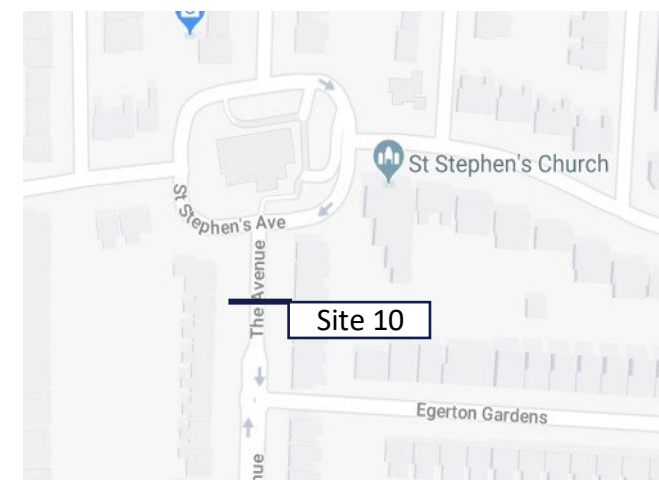 St Stephen's Church
St Stephen's Ave
The Avenue
Site 10
Egerton Gardens
nue